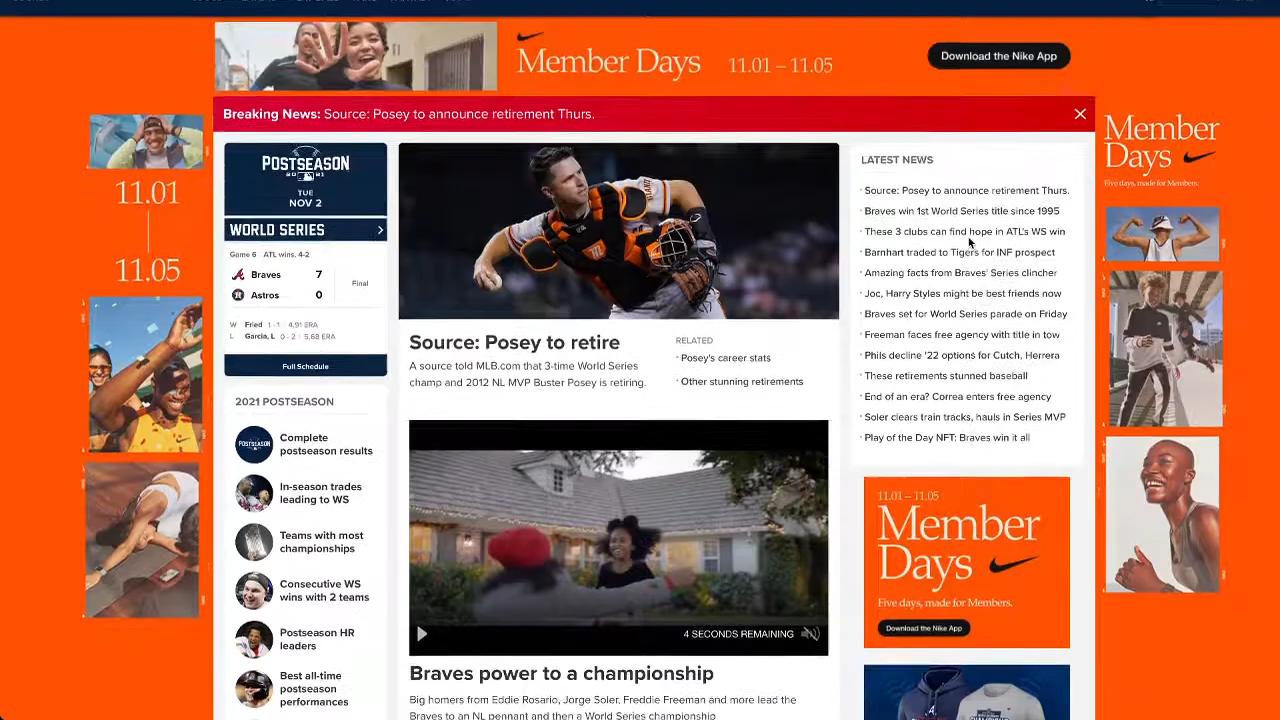 Member Days 11.01 – 11.05
Download the Nike App
Breaking News: Source: Posey to announce retirement Thurs.
11.01
11.05
POSTSEASON
2021
TUE
NOV 2
WORLD SERIES
Game 6 ATL wins, 4-2
Braves 7
Astros 0
Final
W Fried 1 - 1 4.91 ERA
L Garcia, L 0 - 2 5.68 ERA
Full Schedule
2021 POSTSEASON
Complete
postseason results
In-season trades
leading to WS
Teams with most
championships
Consecutive WS
wins with 2 teams
Postseason HR
leaders
Best all-time
postseason
performances
Source: Posey to retire
A source told MLB.com that 3-time World Series
champ and 2012 NL MVP Buster Posey is retiring.
RELATED
Posey's career stats
Other stunning retirements
4 SECONDS REMAINING
Braves power to a championship
Big homers from Eddie Rosario, Jorge Soler, Freddie Freeman and more lead the
Braves to an NL pennant and then a World Series championship
LATEST NEWS
Source: Posey to announce retirement Thurs.
Braves win 1st World Series title since 1995
These 3 clubs can find hope in ATL's WS win
Barnhart traded to Tigers for INF prospect
Amazing facts from Braves' Series clincher
Joc, Harry Styles might be best friends now
Braves set for World Series parade on Friday
Freeman faces free agency with title in tow
Phils decline '22 options for Cutch, Herrera
These retirements stunned baseball
End of an era? Correa enters free agency
Soler clears train tracks, hauls in Series MVP
Play of the Day NFT: Braves win it all
11.01 – 11.05
Member
Days
Five days, made for Members.
Download the Nike App
Member
Days
Five days, made for Members.